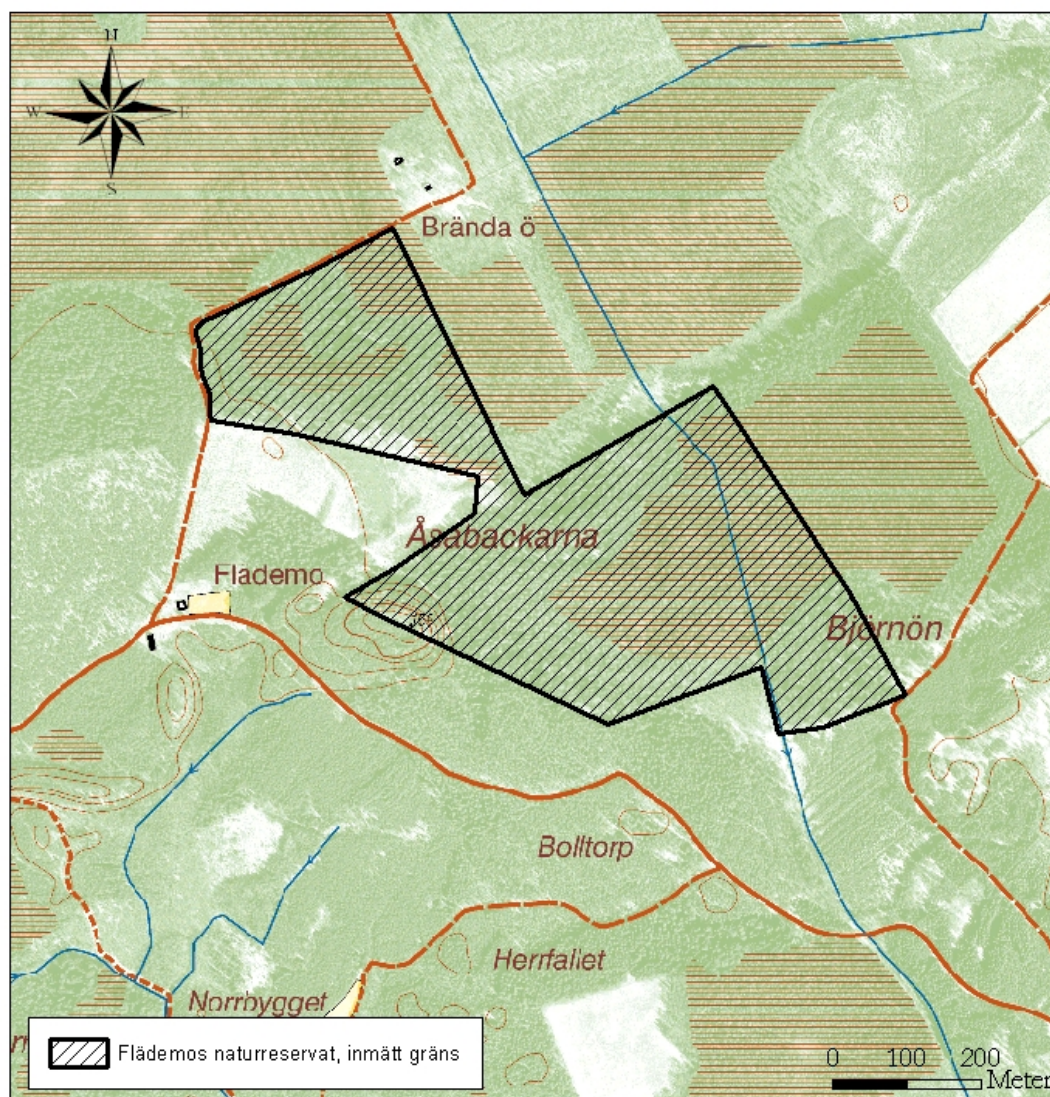 N
W E
S
Brända ö
Åsabackarna
Flädemo
Björnön
Bolltorp
Herrfallet
Norrbygget
Flädemos naturreservat, inmätt gräns
0 100 200
Meter